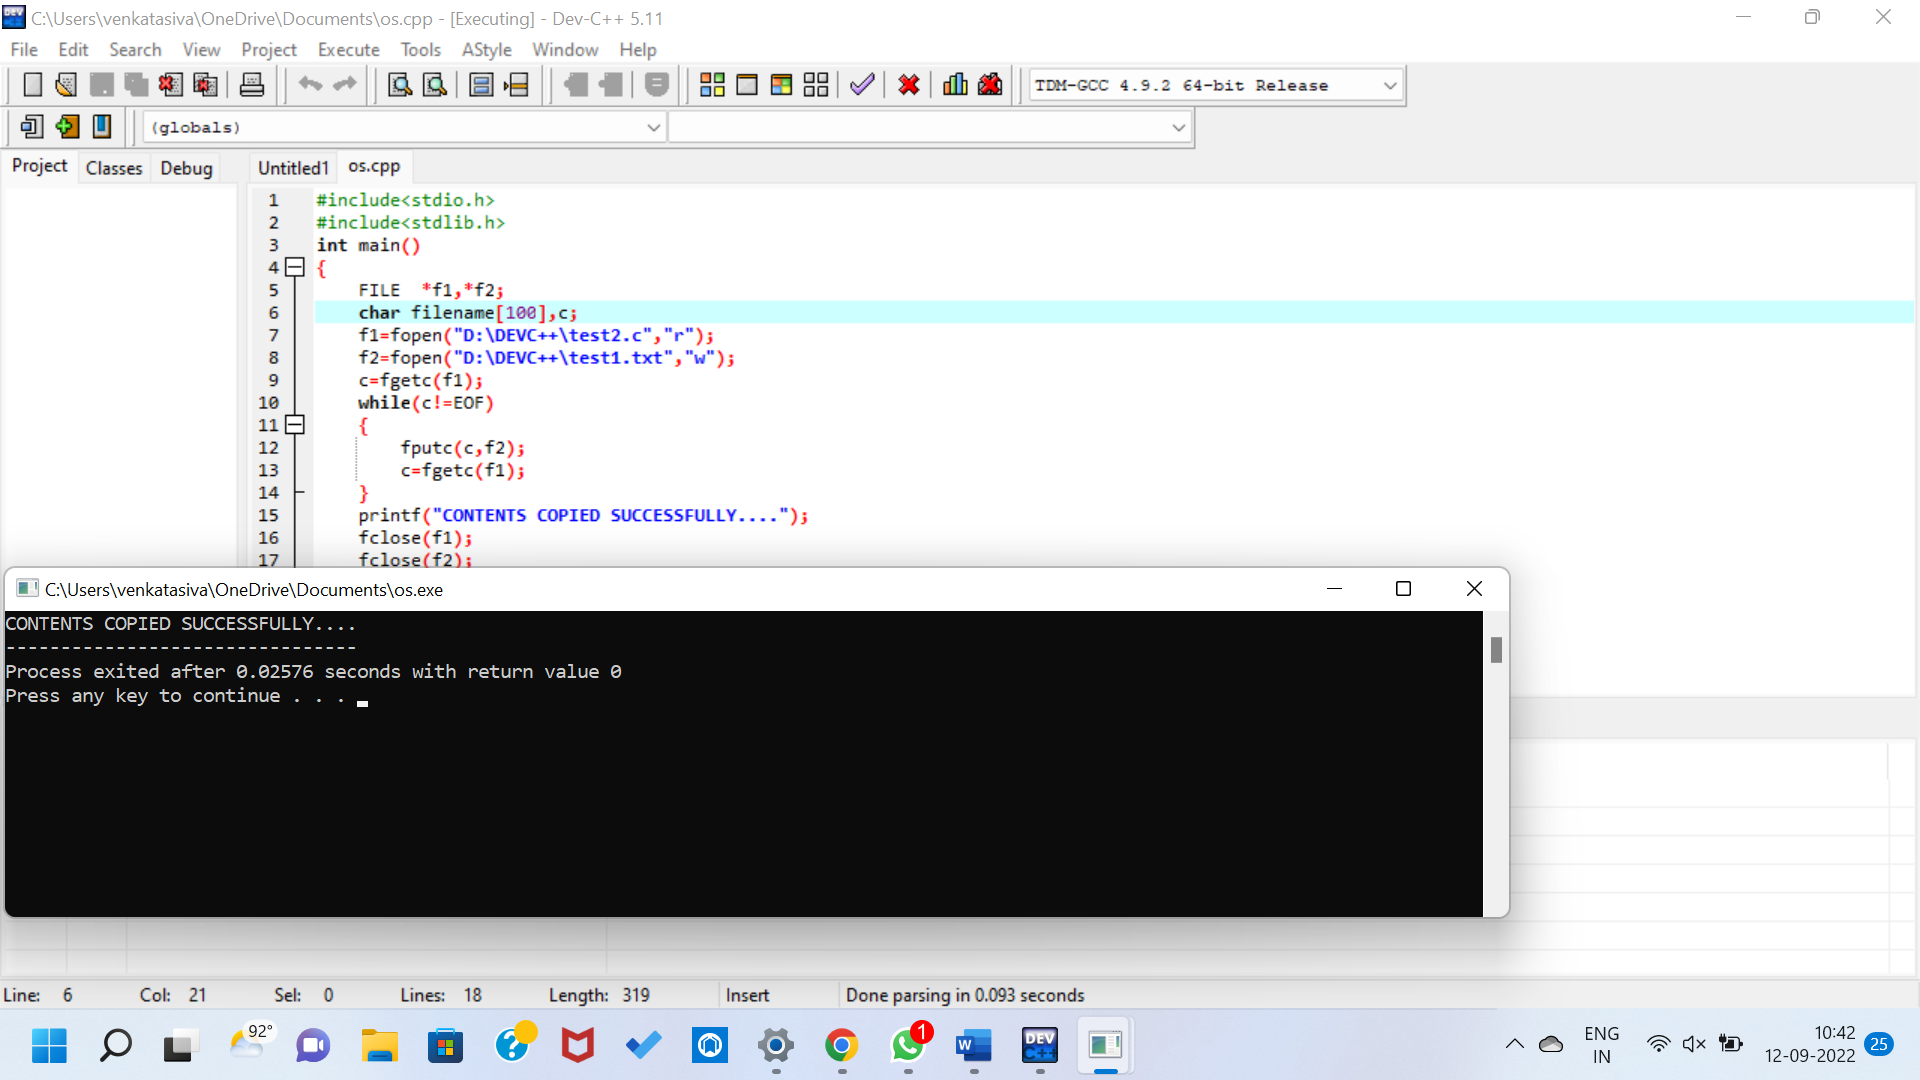 C:\Users\venkatasiva\OneDrive\Documents\os.cpp - [Executing] - Dev-C++ 5.11
File Edit Search View Project Execute Tools AStyle Window Help
TDM-GCC 4.9.2 64-bit Release
(globals)
Project Classes Debug Untitled1 os.cpp
1 #include<stdio.h>
2 #include<stdlib.h>
3 int main()
4 {
5 FILE  *f1,*f2;
6 char filename[100],c;
7 f1=fopen("D:\DEVC++\test2.c","r");
8 f2=fopen("D:\DEVC++\test1.txt","w");
9 c=fgetc(f1);
10 while(c!=EOF)
11 {
12 fputc(c,f2);
13 c=fgetc(f1);
14 }
15 printf("CONTENTS COPIED SUCCESSFULLY....");
16 fclose(f1);
17 fclose(f2);
C:\Users\venkatasiva\OneDrive\Documents\os.exe
CONTENTS COPIED SUCCESSFULLY....
--------------------------------
Process exited after 0.02576 seconds with return value 0
Press any key to continue . . .
Line: 6 Col: 21 Sel: 0 Lines: 18 Length: 319 Insert Done parsing in 0.093 seconds
92°
1
W
DEV C++
ENG
IN
10:42
12-09-2022
25